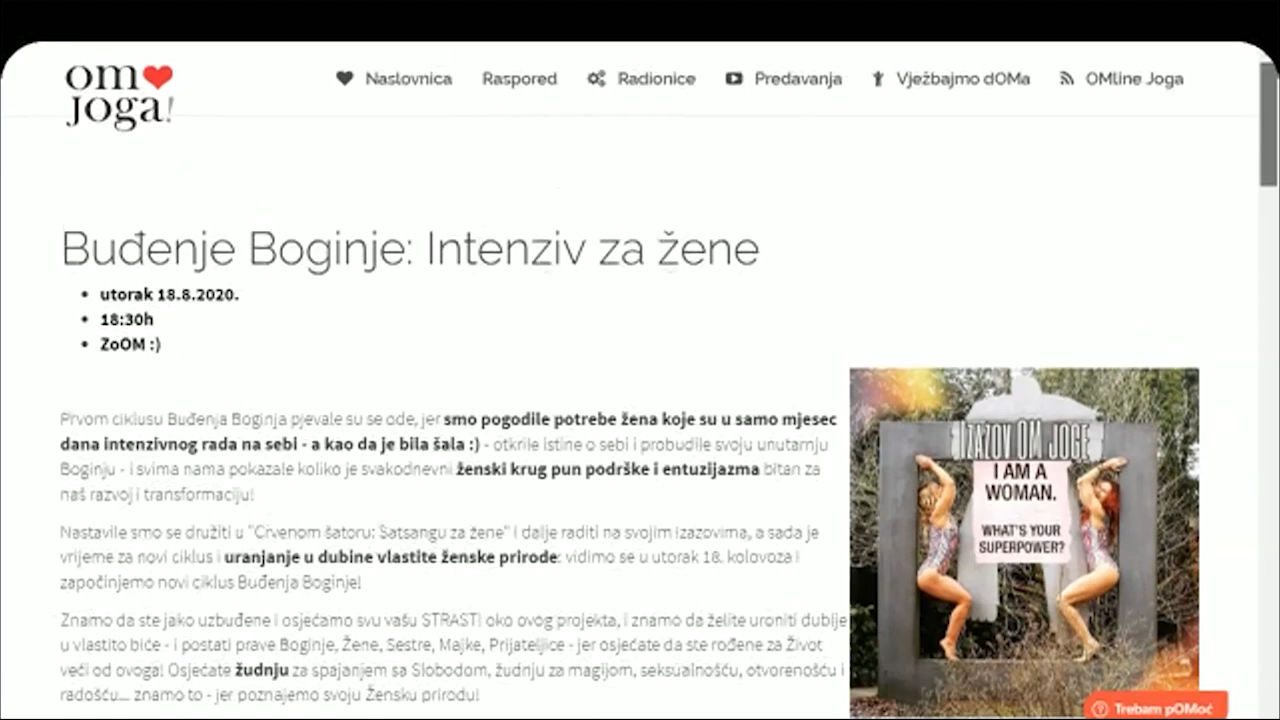 om
joga!
Naslovnica Raspored Radionice Predavanja Vježbajmo dOMa OMline Joga
Buđenje Boginje: Intenziv za žene
utorak 18.8.2020.
18:30h
ZoOM :)
Prvom ciklusu Buđenja Boginja pjevale su se ode, jer smo pogodile potrebe žena koje su u samo mjesec
dana intenzivnog rada na sebi - a kao da je bila šala :) - otkrile istine o sebi i probudile svoju unutarnju
Boginju - i svima nama pokazale koliko je svakodnevni ženski krug pun podrške i entuzijazma bitan za
naš razvoj i transformaciju!
Nastavile smo se družiti u "Crvenom šatoru: Satsangu za žene" i dalje raditi na svojim izazovima, a sada je
vrijeme za novi ciklus i uranjanje u dubine vlastite ženske prirode: vidimo se u utorak 18. kolovoza i
započinjemo novi ciklus Buđenja Boginje!
Znamo da ste jako uzbuđene i osjećamo svu vašu STRAST! oko ovog projekta, i znamo da želite uroniti dublje
u vlastito biće - i postati prave Boginje, Žene, Sestre, Majke, Prijateljice - jer osjećate da ste rođene za Život
veći od ovoga! Osjećate žudnju za spajanjem sa Slobodom, žudnju za magijom, seksualnošću, otvorenošću i
radošću.... znamo to - jer poznajemo svoju Žensku prirodu!
IZAZOV OM JOGE
I AM A
WOMAN.
WHAT'S YOUR
SUPERPOWER?
Trebam pOMoć